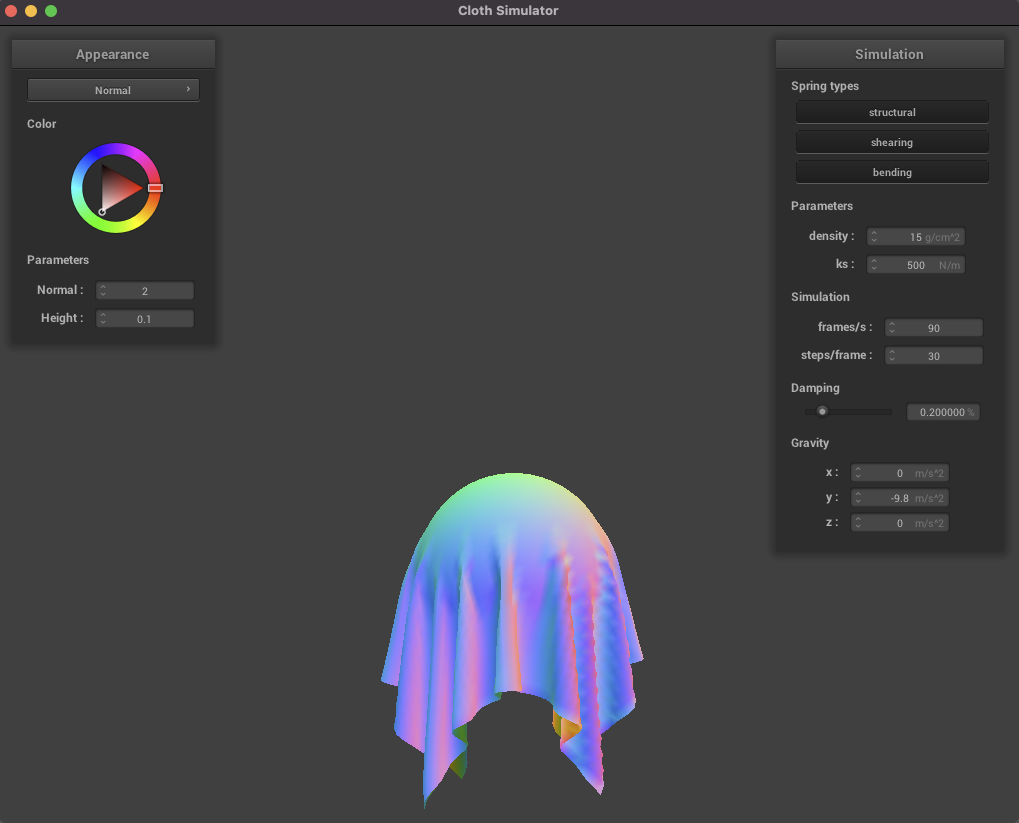 Cloth Simulator
Appearance
Normal
Color
Parameters
Normal : 2
Height : 0.1
Simulation
Spring types
structural
shearing
bending
Parameters
density : 15 g/cm^2
ks : 500 N/m
Simulation
frames/s : 90
steps/frame : 30
Damping
0.200000 %
Gravity
x : 0 m/s^2
y : -9.8 m/s^2
z : 0 m/s^2